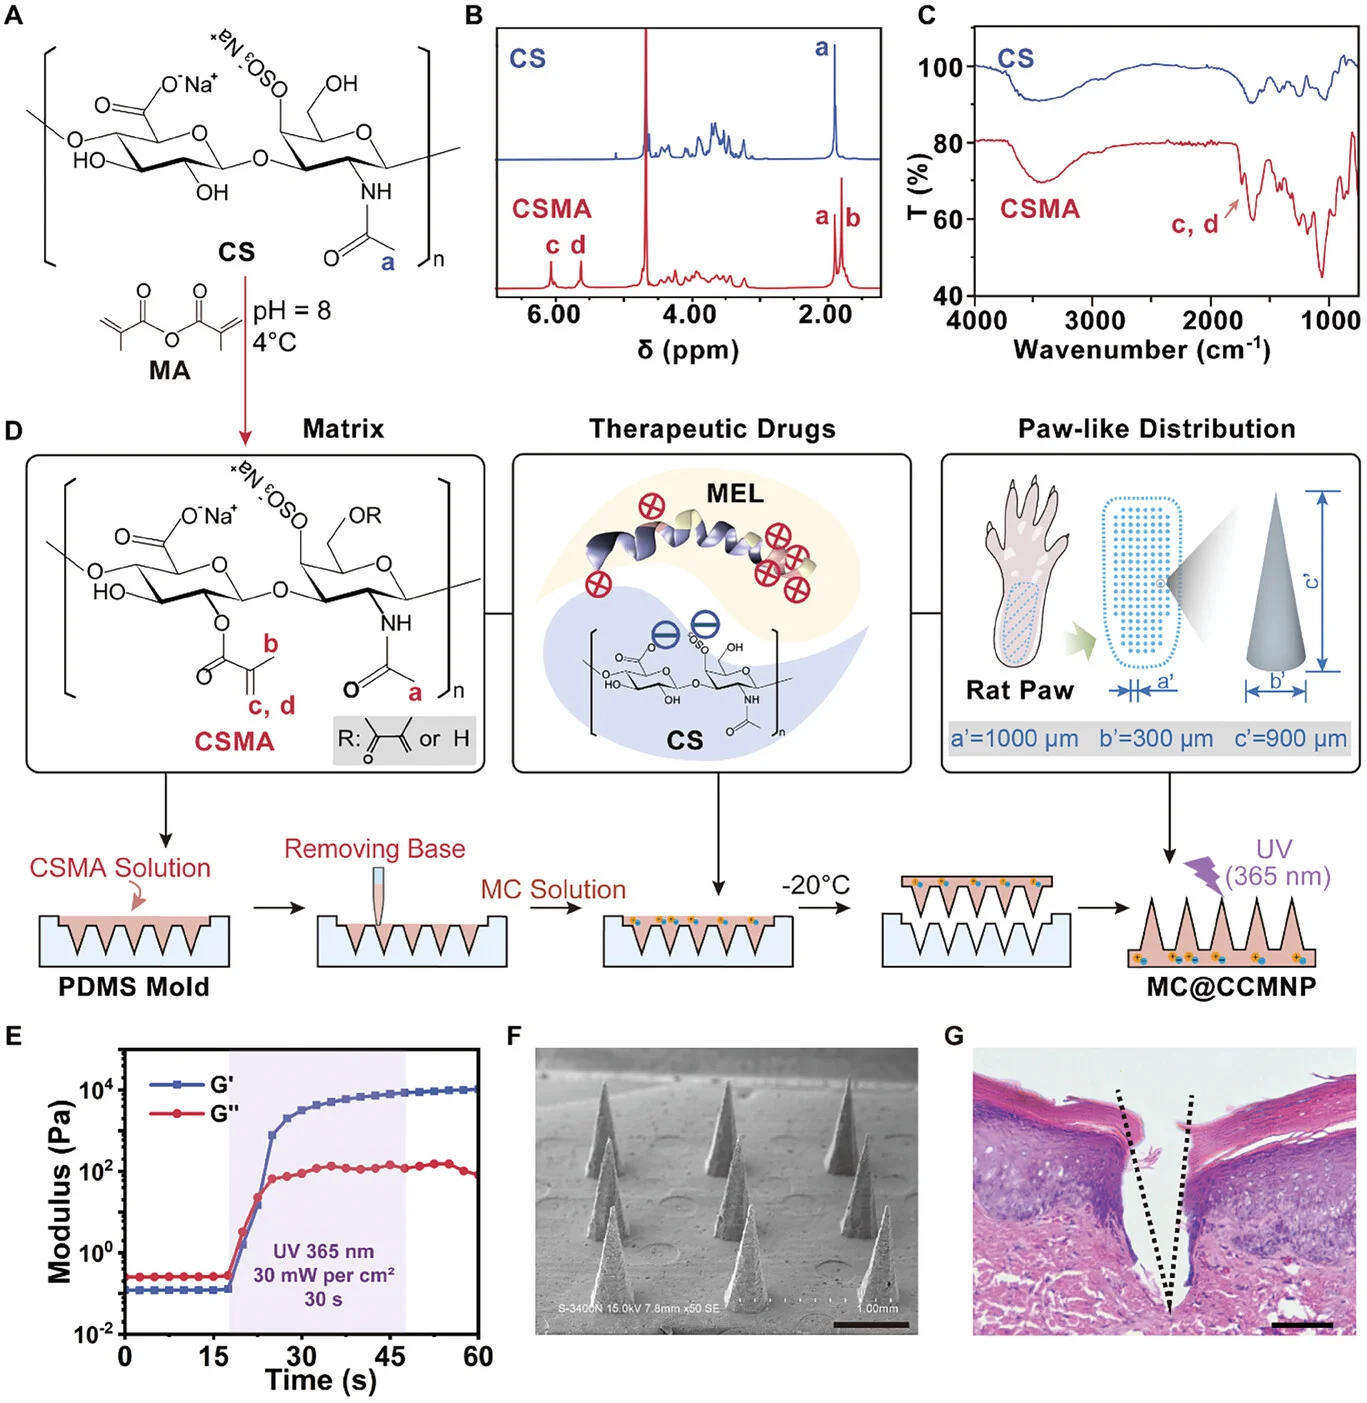 A
O⁻Na⁺
O
OSO₃⁻Na⁺
OH
O
O
O
HO
OH
O
NH
O
a
n
CS
O
O
O
MA
pH = 8
4°C
B
CS
a
CSMA
c d
a b
6.00 4.00 2.00
δ (ppm)
C
CS
CSMA
c, d
T (%)
100
80
60
40
4000 3000 2000 1000
Wavenumber (cm⁻¹)
D
Matrix
O⁻Na⁺
O
OSO₃⁻Na⁺
OR
O
O
O
HO
O
O
NH
O
O
b
c, d
a
n
CSMA
R: O or H
Therapeutic Drugs
MEL
O⁻
O
OSO₃⁻
OH
O
O
O
O
HO
OH
NH
O
n
CS
Paw-like Distribution
Rat Paw
a'
b'
c'
a'=1000 μm b'=300 μm c'=900 μm
CSMA Solution
PDMS Mold
Removing Base
MC Solution
-20°C
UV
(365 nm)
MC@CCMNP
E
G'
G''
Modulus (Pa)
10⁴
10²
10⁰
10⁻²
UV 365 nm
30 mW per cm²
30 s
0 15 30 45 60
Time (s)
F
S-3400N 15.0kV 7.8mm x50 SE 1.00mm
G